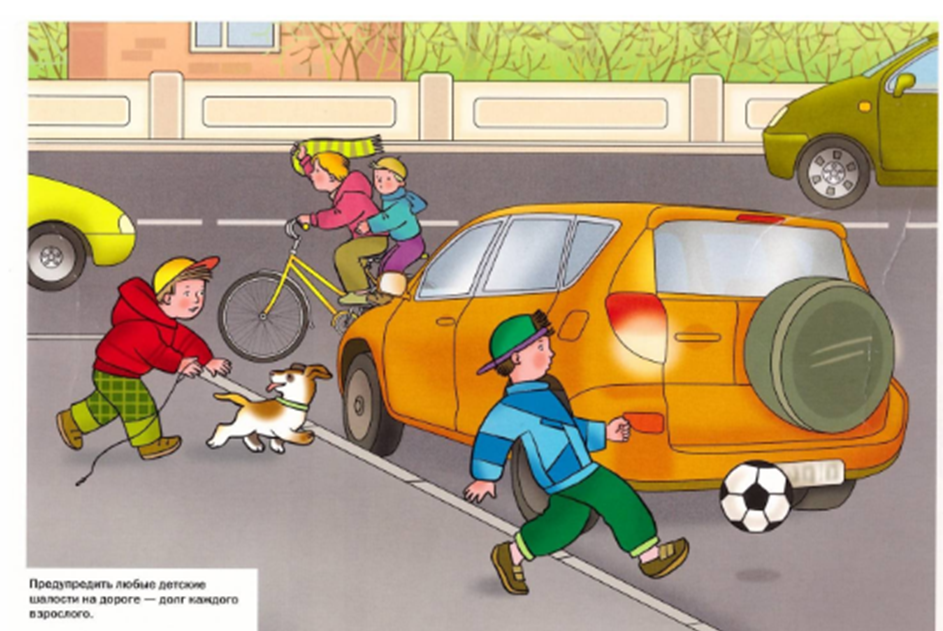 Предупредить любые детские
шалости на дороге — долг каждого
взрослого.